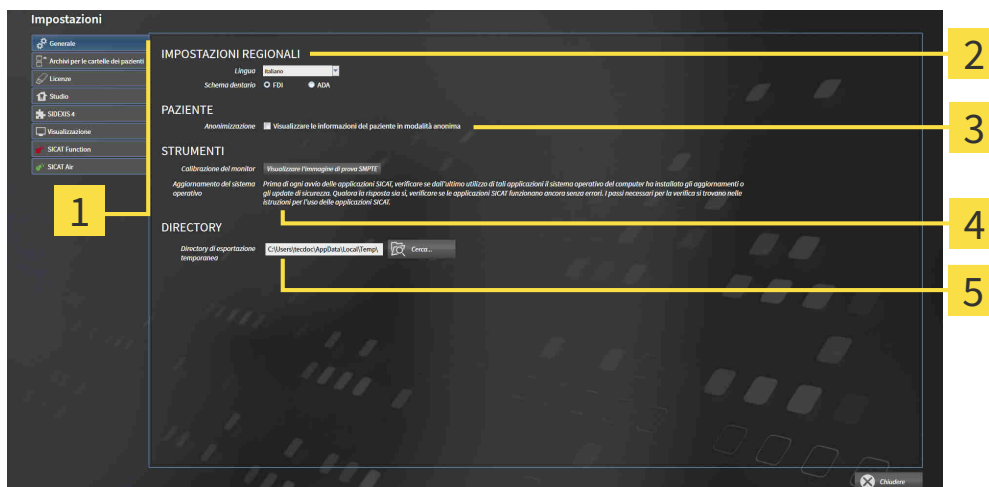 Impostazioni
Generale
Archivi per le cartelle dei pazienti
Licenze
Studio
SIDEXIS 4
Visualizzazione
SICAT Function
SICAT Air
IMPOSTAZIONI REGIONALI
Lingua Italiano
Schema dentario FDI ADA
PAZIENTE
Anonimizzazione Visualizzare le informazioni del paziente in modalità anonima
STRUMENTI
Calibrazione del monitor Visualizzare l'immagine di prova SMPTE
Aggiornamento del sistema operativo
Prima di ogni avvio delle applicazioni SICAT, verificare se dall'ultimo utilizzo di tali applicazioni il sistema operativo del computer ha installato gli aggiornamenti o
gli update di sicurezza. Qualora la risposta sia sì, verificare se le applicazioni SICAT funzionano ancora senza errori. I passi necessari per la verifica si trovano nelle
istruzioni per l'uso delle applicazioni SICAT.
DIRECTORY
Directory di esportazione temporanea
C:\Users\tecdoc\AppData\Local\Temp\ Cerca...
Chiudere
1
2
3
4
5